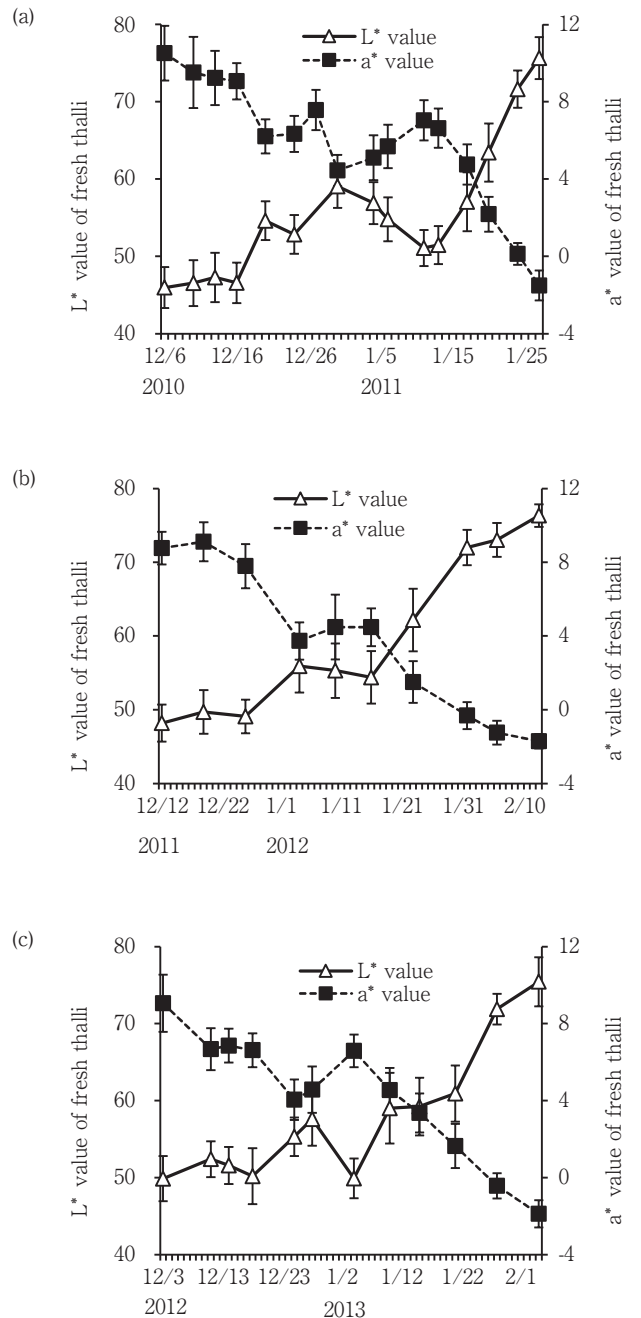 (a)
80
70
60
50
40
L* value of fresh thalli
L* value
a* value
12
8
4
0
-4
a* value of fresh thalli
12/6 12/16 12/26 1/5 1/15 1/25
2010 2011
(b)
80
70
60
50
40
L* value of fresh thalli
L* value
a* value
12
8
4
0
-4
a* value of fresh thalli
12/12 12/22 1/1 1/11 1/21 1/31 2/10
2011 2012
(c)
80
70
60
50
40
L* value of fresh thalli
L* value
a* value
12
8
4
0
-4
a* value of fresh thalli
12/3 12/13 12/23 1/2 1/12 1/22 2/1
2012 2013